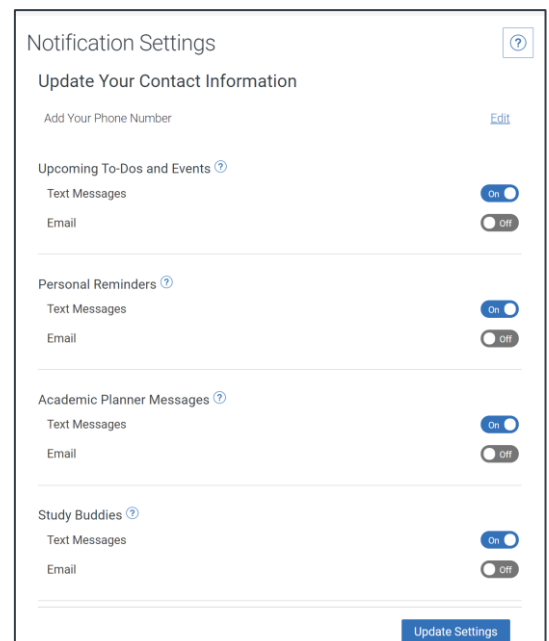 Notification Settings
?
Update Your Contact Information
Add Your Phone Number Edit
Upcoming To-Dos and Events ?
Text Messages On
Email Off
Personal Reminders ?
Text Messages On
Email Off
Academic Planner Messages ?
Text Messages On
Email Off
Study Buddies ?
Text Messages On
Email Off
Update Settings